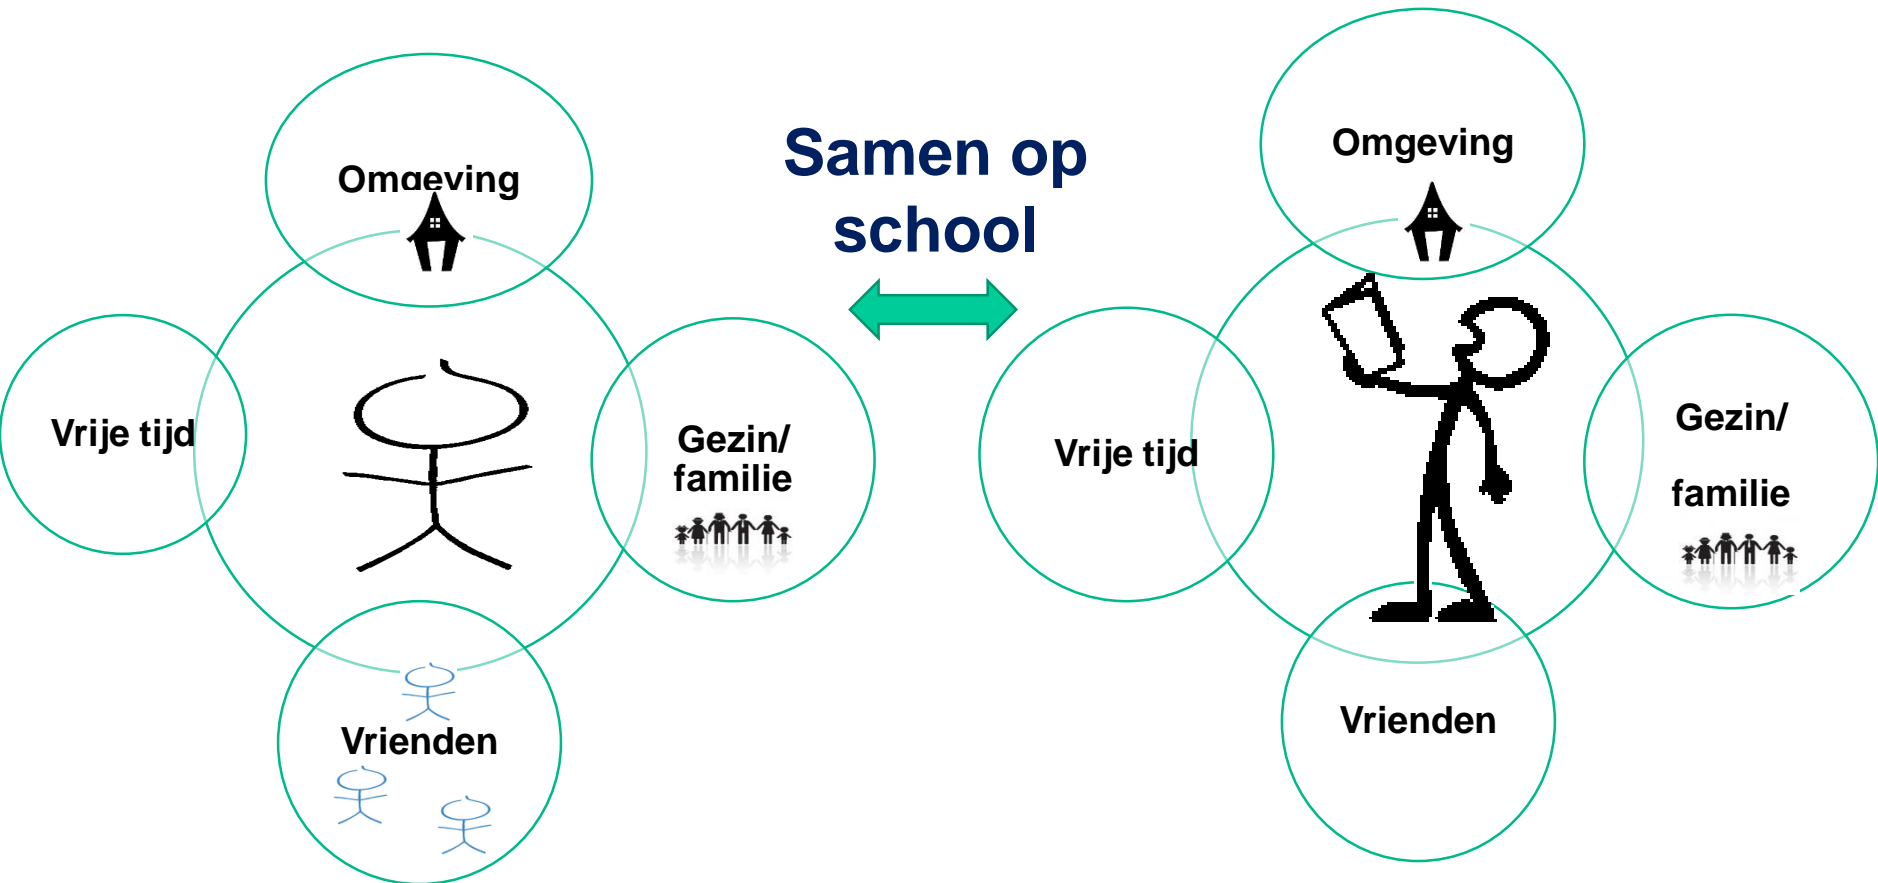 Omgeving
Vrije tijd
Gezin/
familie
Vrienden
Samen op
school
Omgeving
Vrije tijd
Gezin/
familie
Vrienden